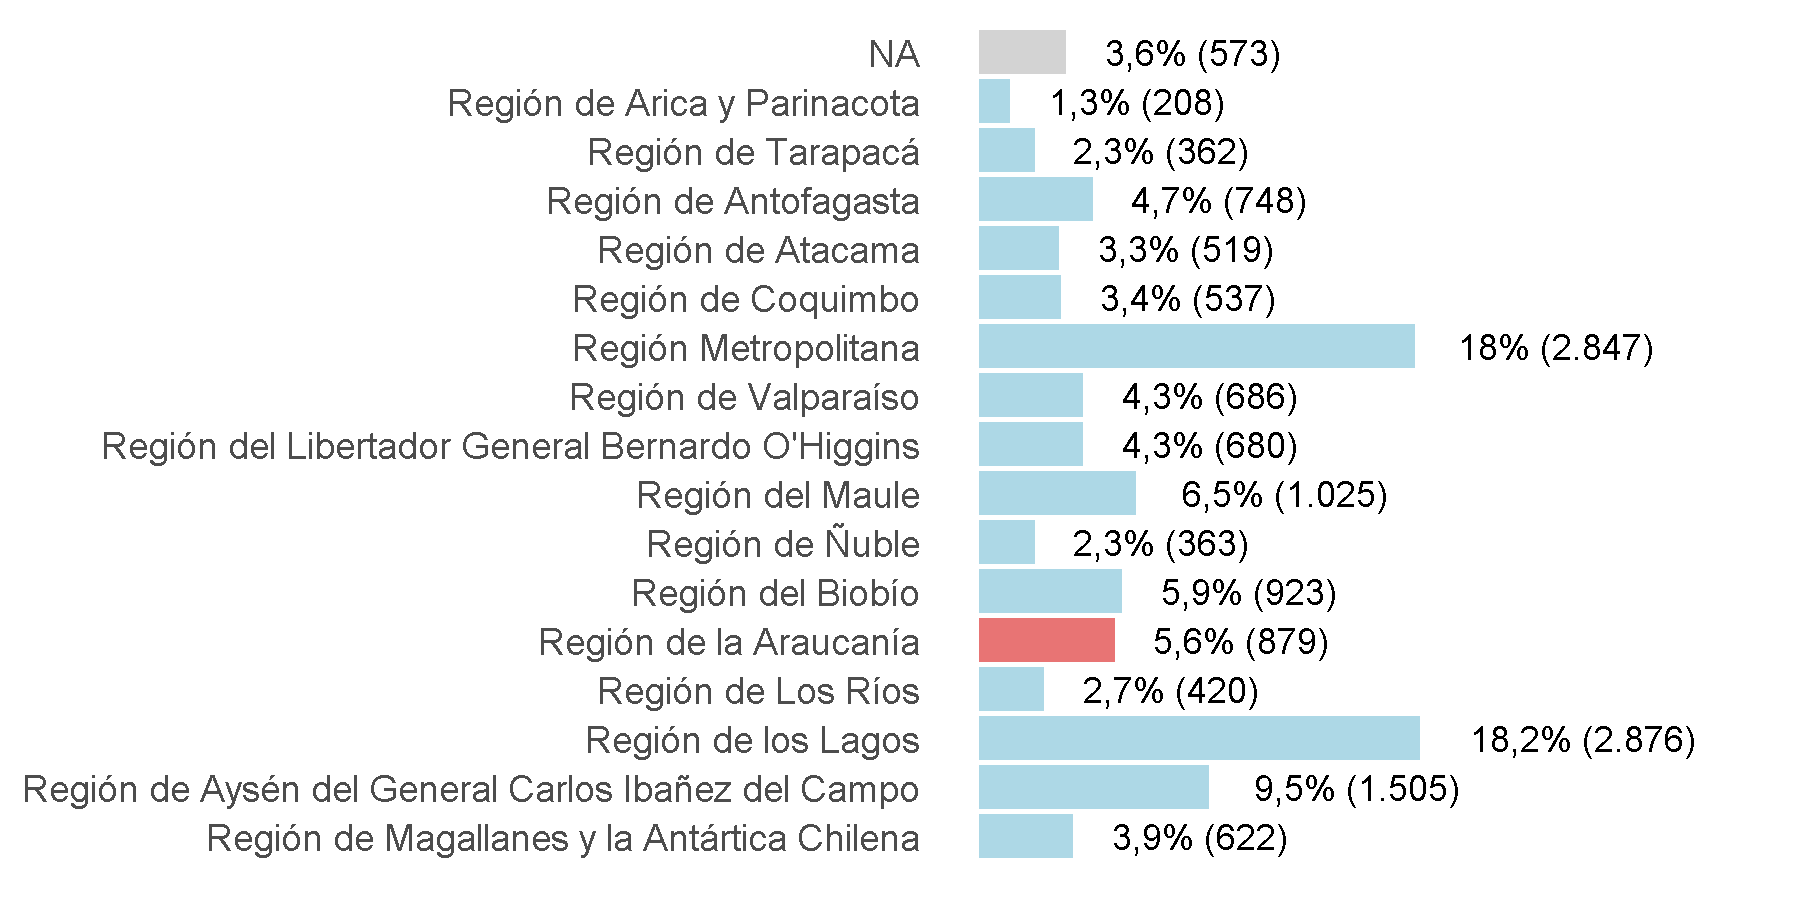 NA 3,6% (573)
Región de Arica y Parinacota 1,3% (208)
Región de Tarapacá 2,3% (362)
Región de Antofagasta 4,7% (748)
Región de Atacama 3,3% (519)
Región de Coquimbo 3,4% (537)
Región Metropolitana 18% (2.847)
Región de Valparaíso 4,3% (686)
Región del Libertador General Bernardo O'Higgins 4,3% (680)
Región del Maule 6,5% (1.025)
Región de Ñuble 2,3% (363)
Región del Biobío 5,9% (923)
Región de la Araucanía 5,6% (879)
Región de Los Ríos 2,7% (420)
Región de los Lagos 18,2% (2.876)
Región de Aysén del General Carlos Ibañez del Campo 9,5% (1.505)
Región de Magallanes y la Antártica Chilena 3,9% (622)